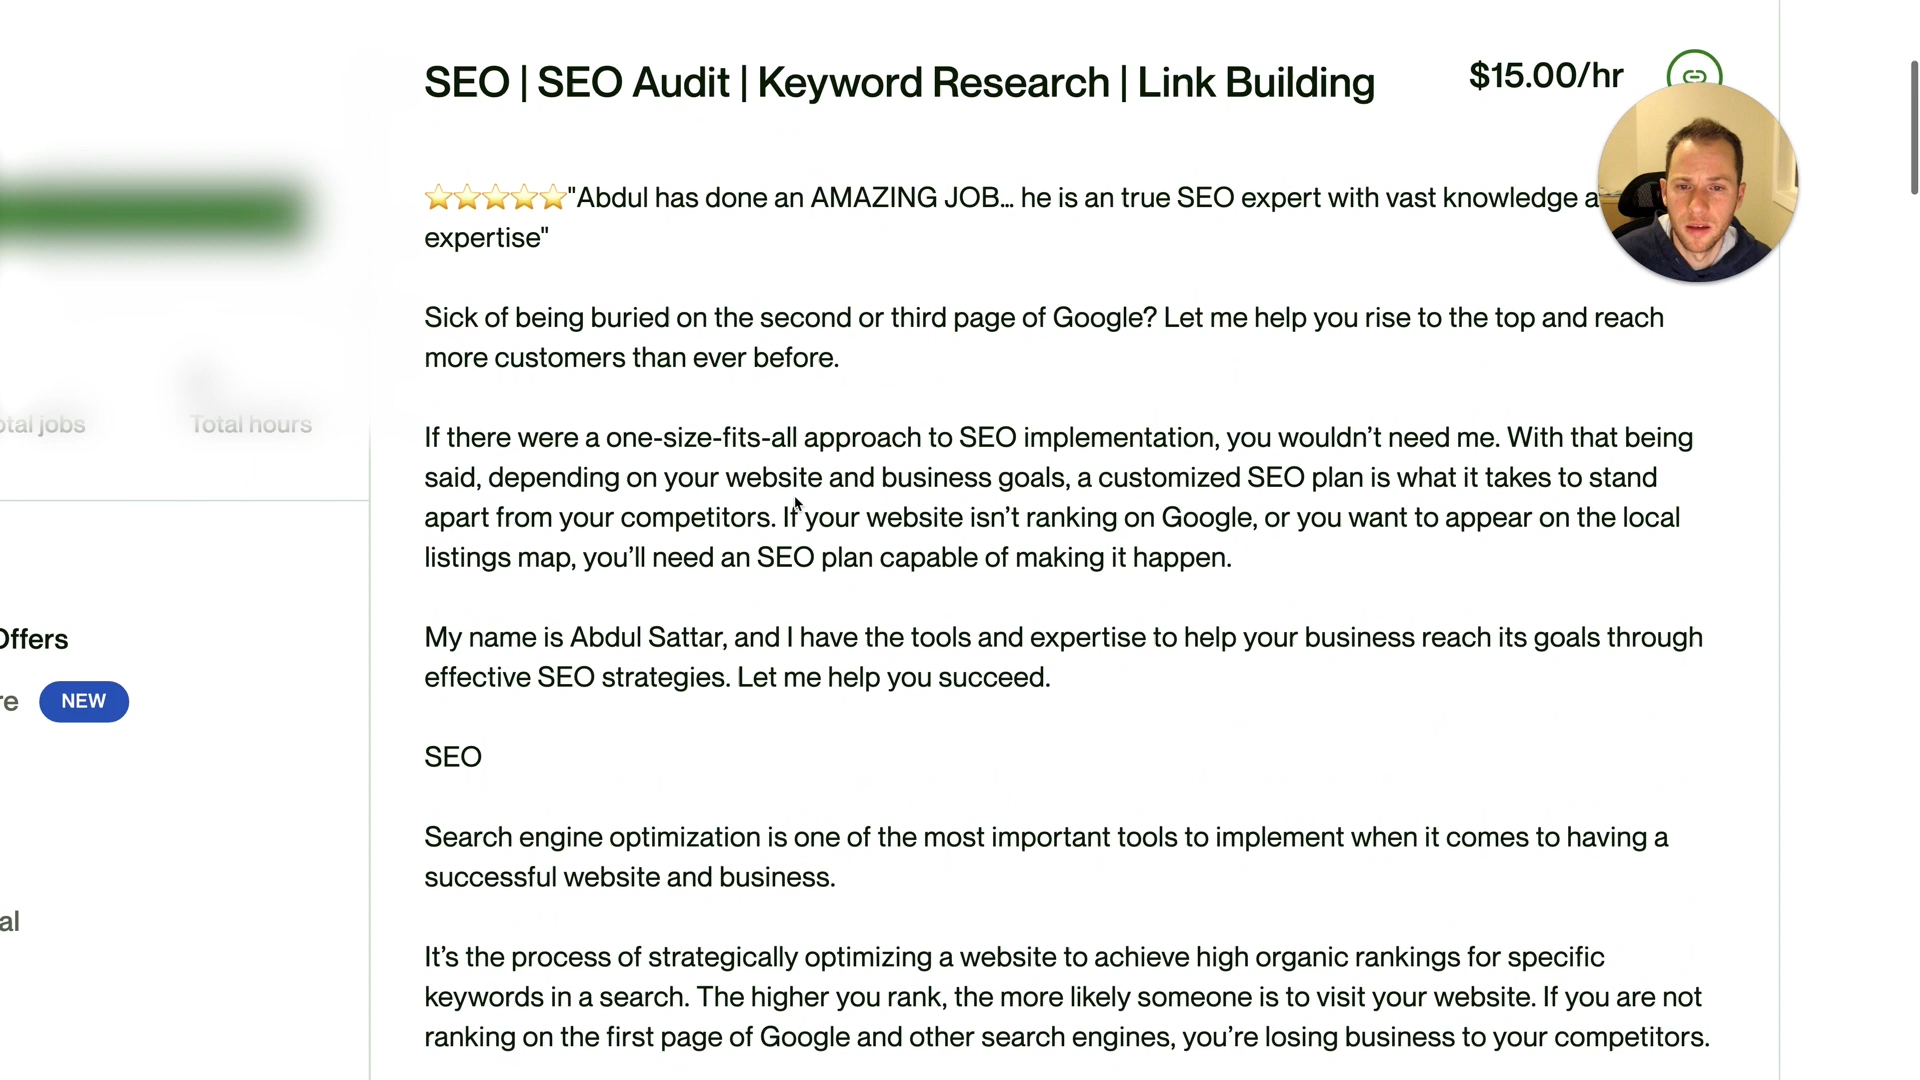 SEO | SEO Audit | Keyword Research | Link Building
$15.00/hr
⭐⭐⭐⭐⭐"Abdul has done an AMAZING JOB... he is an true SEO expert with vast knowledge a
expertise"
Sick of being buried on the second or third page of Google? Let me help you rise to the top and reach
more customers than ever before.
otal jobs
Total hours
If there were a one-size-fits-all approach to SEO implementation, you wouldn’t need me. With that being
said, depending on your website and business goals, a customized SEO plan is what it takes to stand
apart from your competitors. If your website isn’t ranking on Google, or you want to appear on the local
listings map, you’ll need an SEO plan capable of making it happen.
Offers
re
NEW
My name is Abdul Sattar, and I have the tools and expertise to help your business reach its goals through
effective SEO strategies. Let me help you succeed.
SEO
Search engine optimization is one of the most important tools to implement when it comes to having a
successful website and business.
al
It’s the process of strategically optimizing a website to achieve high organic rankings for specific
keywords in a search. The higher you rank, the more likely someone is to visit your website. If you are not
ranking on the first page of Google and other search engines, you’re losing business to your competitors.